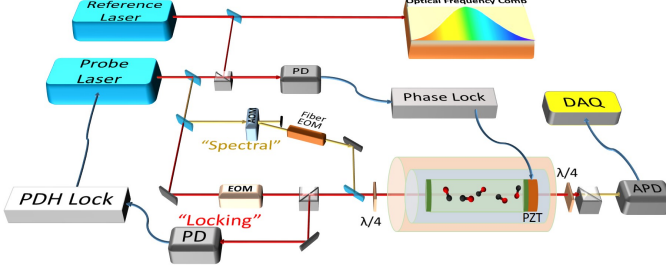 Reference
Laser
Optical Frequency Comb
Probe
Laser
PD
Phase Lock
DAQ
Fiber
EOM
"Spectral"
PDH Lock
EOM
"Locking"
PD
λ/4
PZT
λ/4
APD